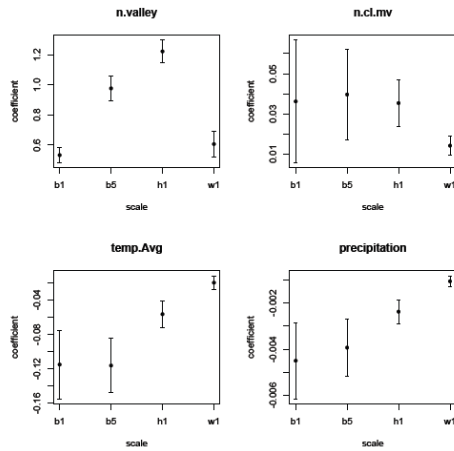 n.valley
coefficient
0.6 0.8 1.0 1.2
b1 b5 h1 w1
scale
n.cl.mv
coefficient
0.01 0.03 0.05
b1 b5 h1 w1
scale
temp.Avg
coefficient
-0.16 -0.12 -0.08 -0.04
b1 b5 h1 w1
scale
precipitation
coefficient
-0.006 -0.004 -0.002
b1 b5 h1 w1
scale